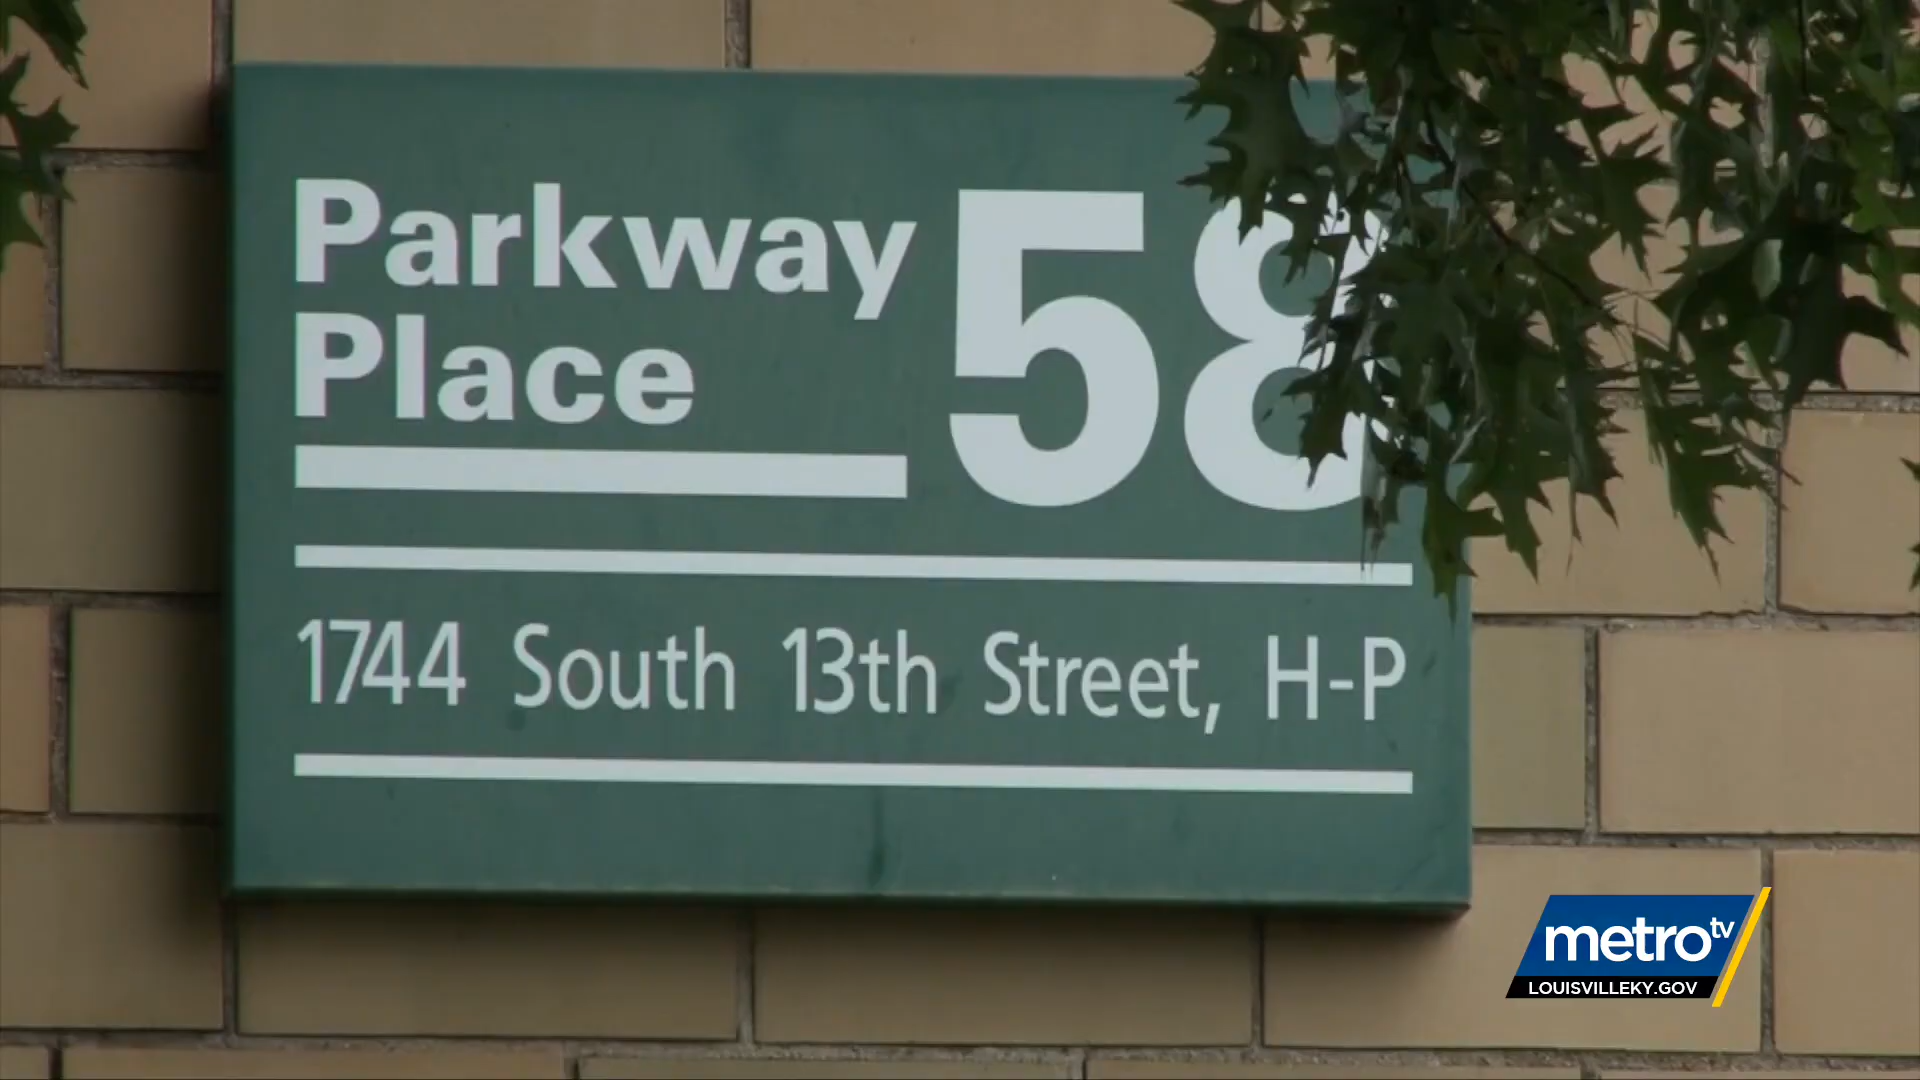 Parkway
Place
58
1744 South 13th Street, H-P
metro tv
LOUISVILLEKY.GOV